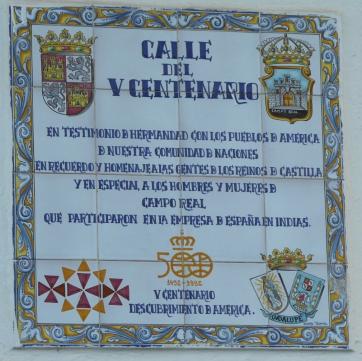 CALLE
DEL
V CENTENARIO
EN TESTIMONIO D HERMANDAD CON LOS PUEBLOS D AMERICA
D NUESTRA COMUNIDAD D NACIONES
EN RECUERDO Y HOMENAJE A LAS GENTES D LOS REINOS D CASTILLA
Y EN ESPECIAL A LOS HOMBRES Y MUJERES D
CAMPO REAL
QUE PARTICIPARON EN LA EMPRESA D ESPAÑA EN INDIAS.
500
1492-1992
V CENTENARIO
DESCUBRIMIENTO D AMERICA.
GUADALUPE